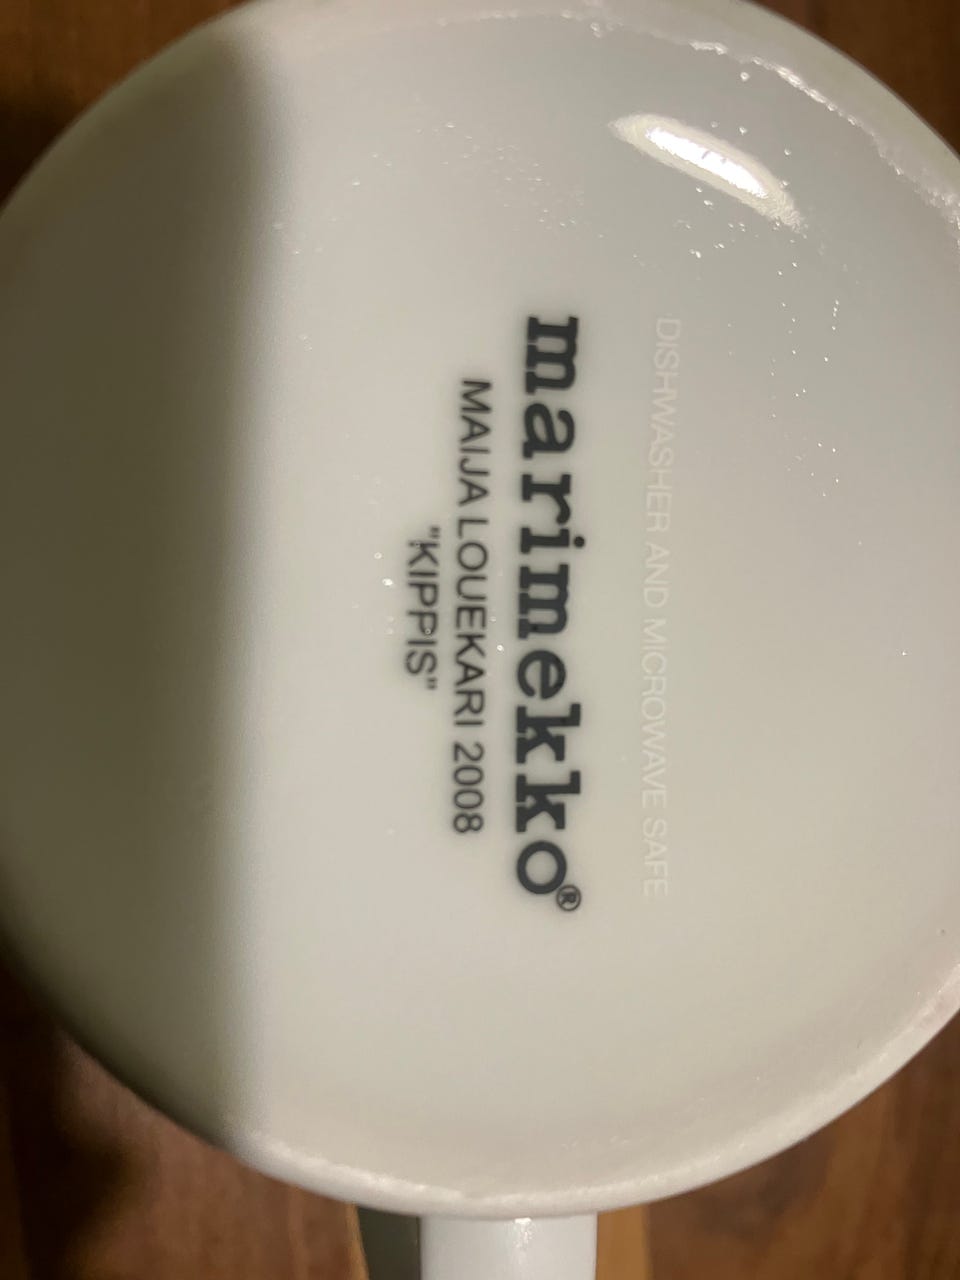 DISHWASHER AND MICROWAVE SAFE
marimekko®
MAIJA LOUEKARI 2008
"KIPPIS"